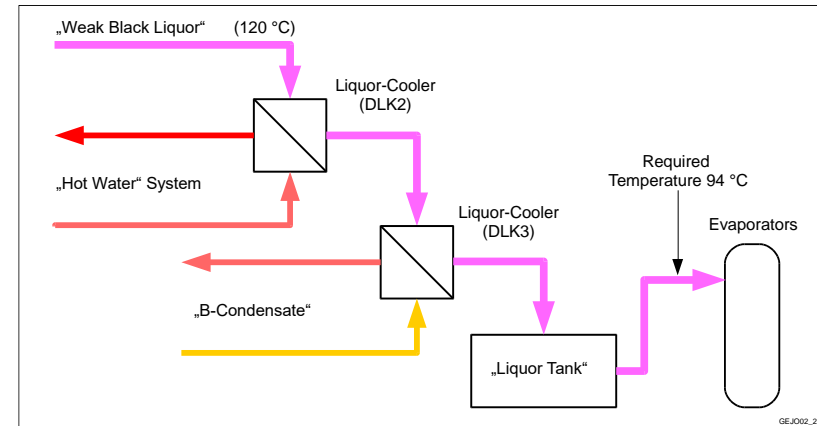 „Weak Black Liquor“ (120 °C)
Liquor-Cooler
(DLK2)
„Hot Water“ System
Required
Temperature 94 °C
Liquor-Cooler
(DLK3)
Evaporators
„B-Condensate“
„Liquor Tank“
GEJO02_2